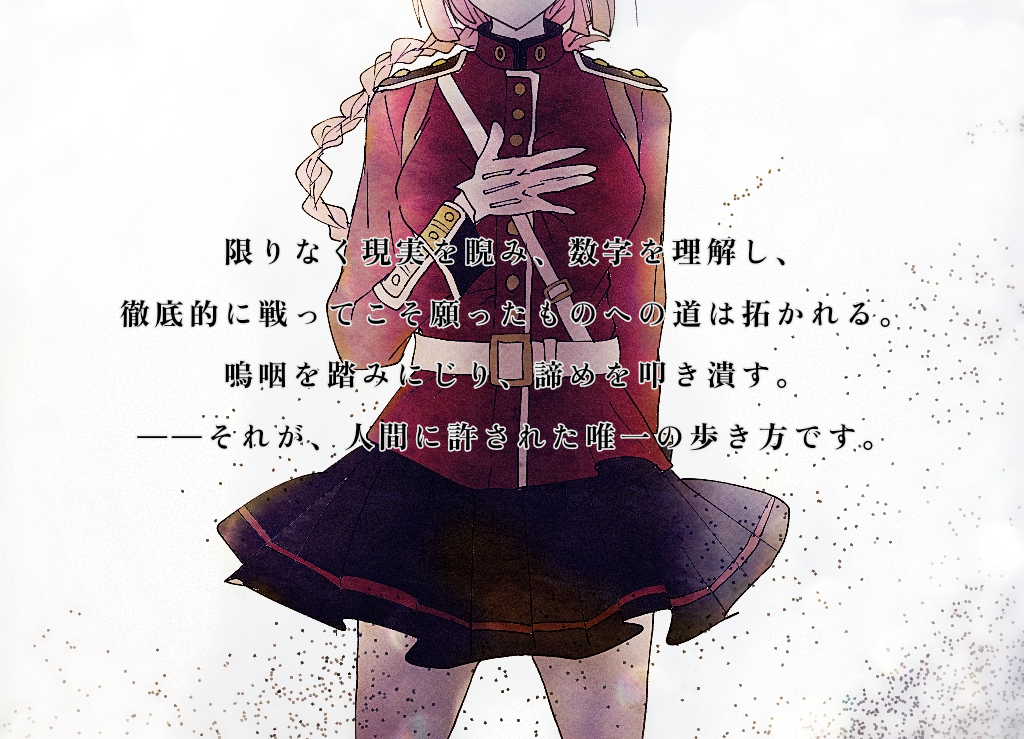 限りなく現実を睨み、数字を理解し、
徹底的に戦ってこそ願ったものへの道は拓かれる。
嗚咽を踏みにじり、諦めを叩き潰す。
――それが、人間に許された唯一の歩き方です。